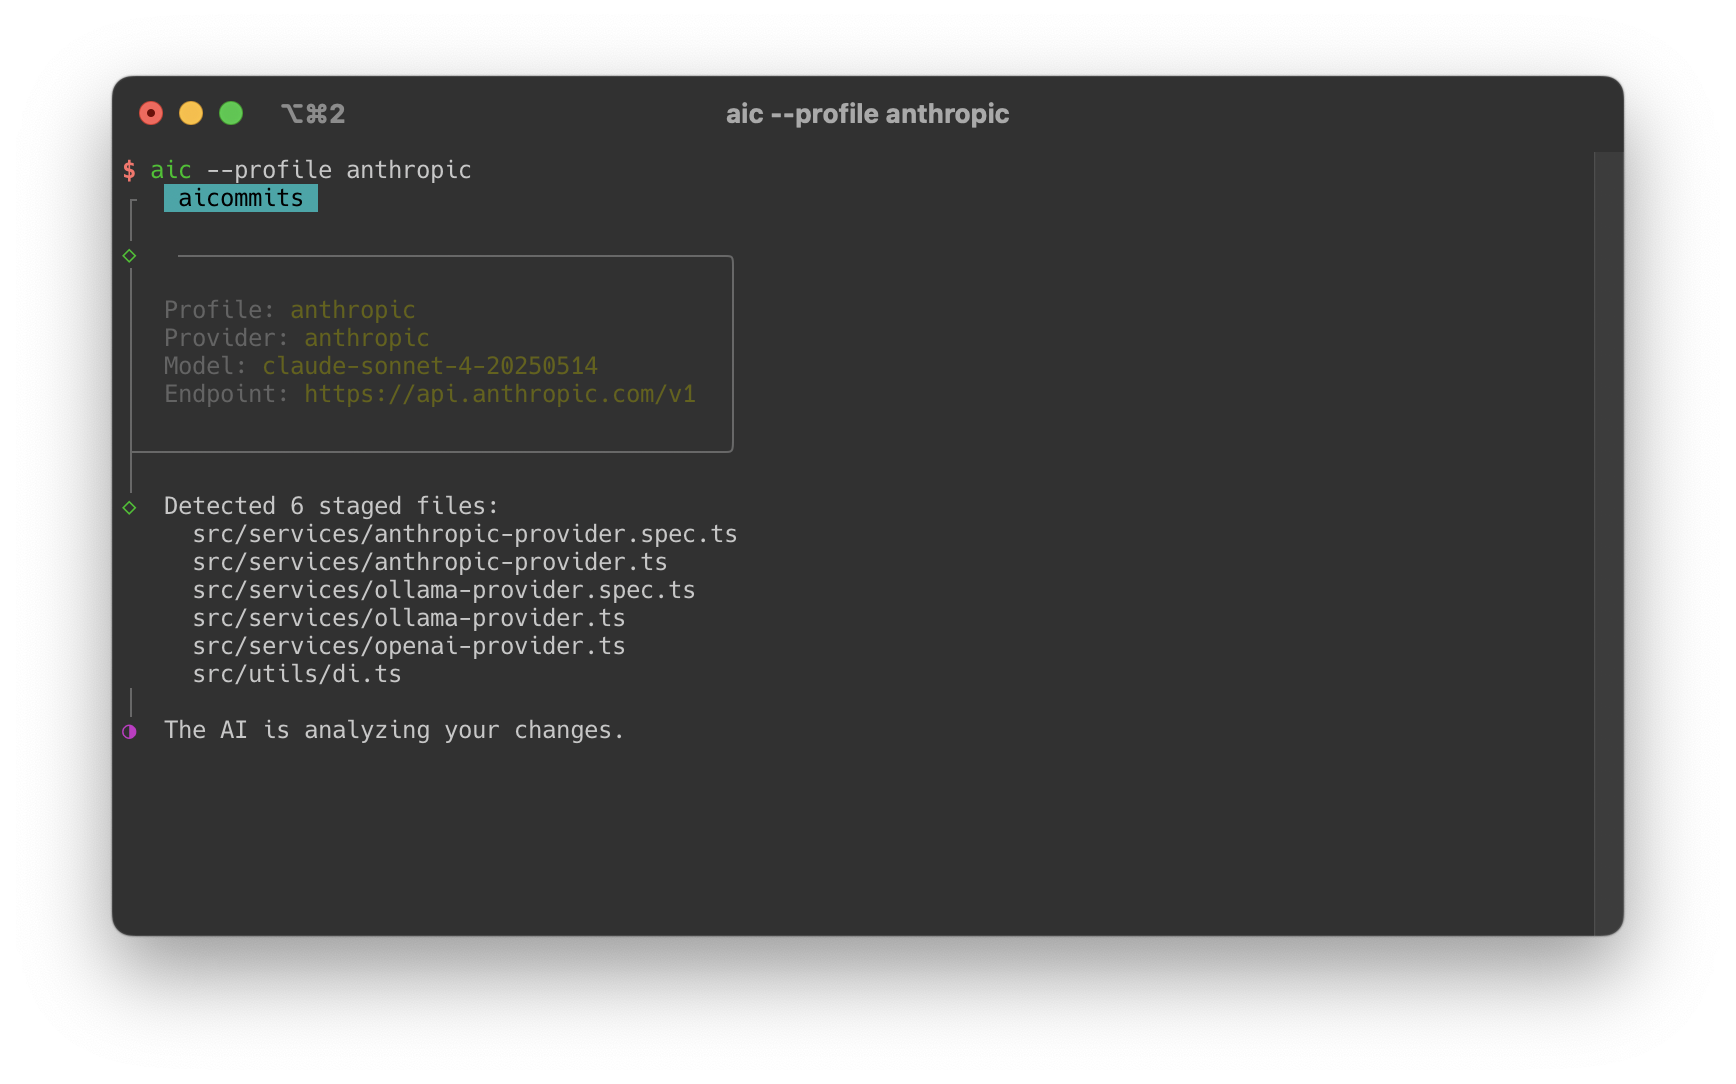 ⌥⌘2
aic --profile anthropic
$ aic --profile anthropic
aicommits
Profile: anthropic
Provider: anthropic
Model: claude-sonnet-4-20250514
Endpoint: https://api.anthropic.com/v1
Detected 6 staged files:
src/services/anthropic-provider.spec.ts
src/services/anthropic-provider.ts
src/services/ollama-provider.spec.ts
src/services/ollama-provider.ts
src/services/openai-provider.ts
src/utils/di.ts
The AI is analyzing your changes.